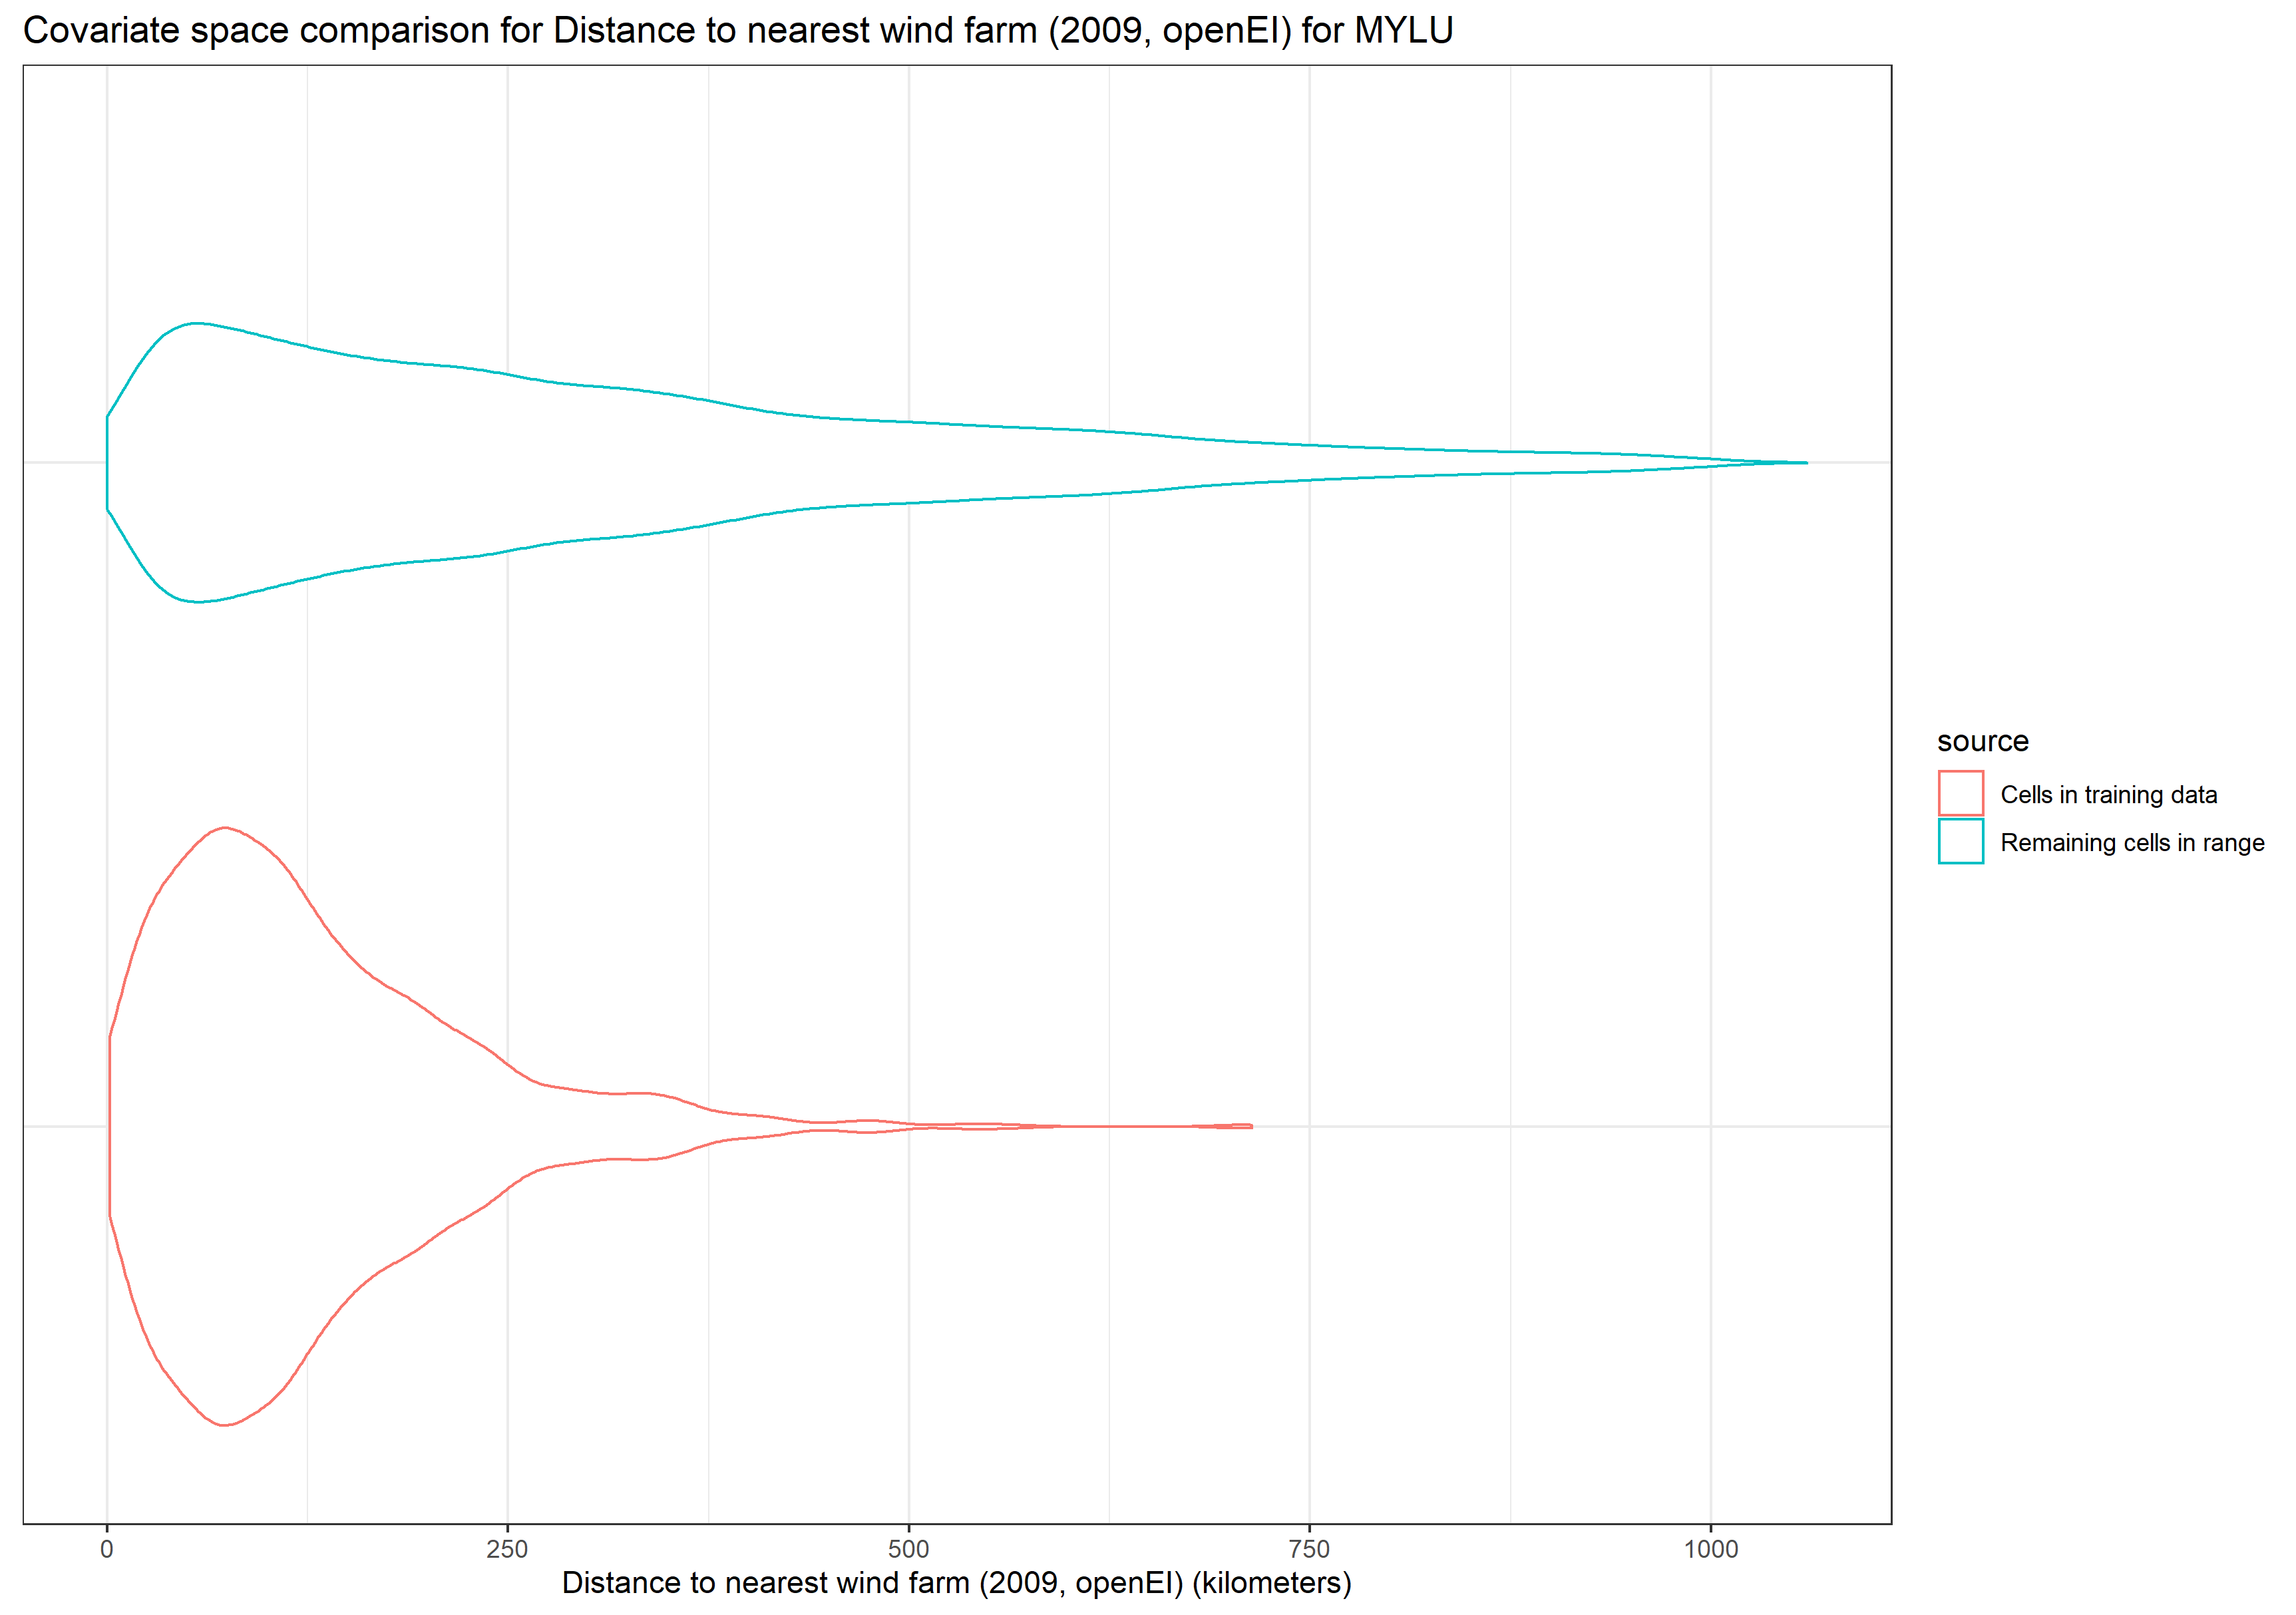 Covariate space comparison for Distance to nearest wind farm (2009, openEI) for MYLU
source
Cells in training data
Remaining cells in range
0 250 500 750 1000
Distance to nearest wind farm (2009, openEI) (kilometers)